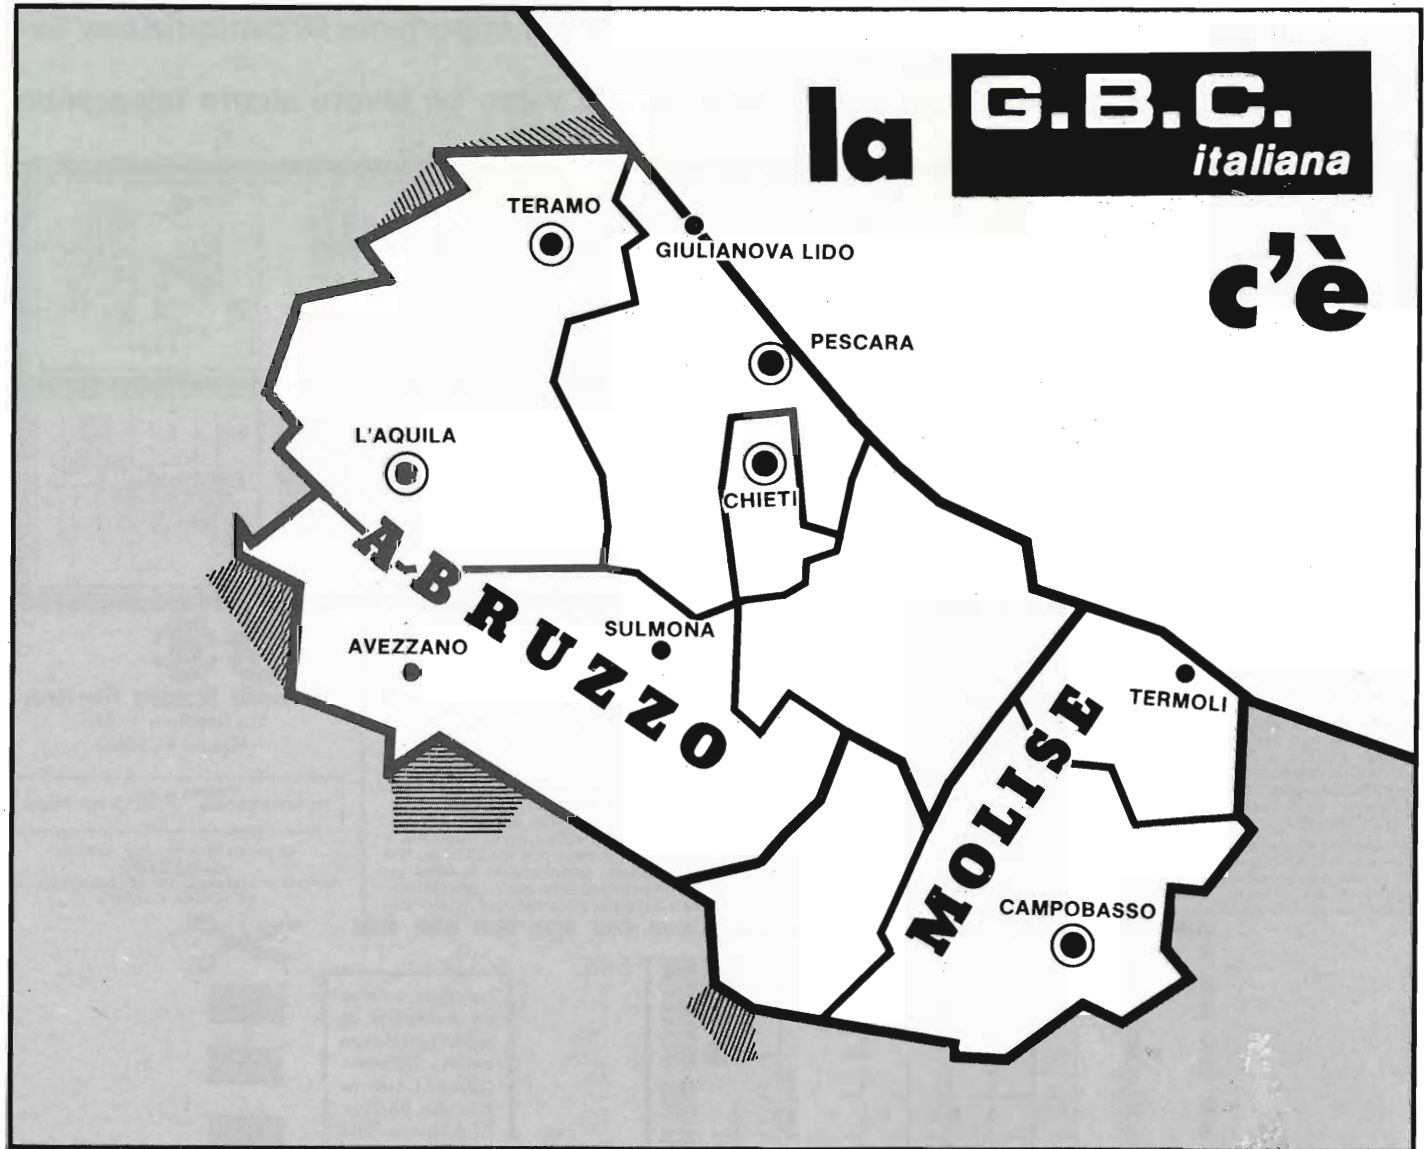 la G.B.C.
italiana
c'è
TERAMO
GIULIANOVA LIDO
PESCARA
L'AQUILA
CHIETI
ABRUZZO
SULMONA
AVEZZANO
TERMOLI
MOLISE
CAMPOBASSO